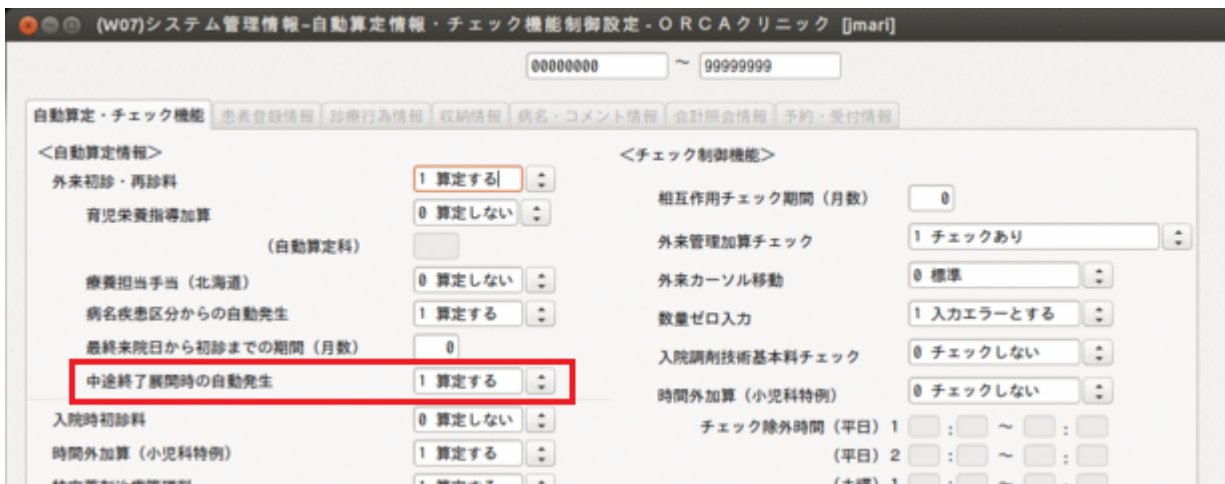 (W07)システム管理情報-自動算定情報・チェック機能制御設定 - ＯＲＣＡクリニック [jmari]
00000000 ～ 99999999
自動算定・チェック機能 患者登録情報 診療行為情報 収納情報 病名・コメント情報 会計照会情報 予約・受付情報
＜自動算定情報＞
外来初診・再診料 1 算定する
育児栄養指導加算 0 算定しない
(自動算定科)
療養担当手当（北海道） 0 算定しない
病名疾患区分からの自動発生 1 算定する
最終来院日から初診までの期間（月数） 0
中途終了展開時の自動発生 1 算定する
入院時初診料 0 算定しない
時間外加算（小児科特例） 1 算定する
＜チェック制御機能＞
相互作用チェック期間（月数） 0
外来管理加算チェック 1 チェックあり
外来カーソル移動 0 標準
数量ゼロ入力 1 入力エラーとする
入院調剤技術基本料チェック 0 チェックしない
時間外加算（小児科特例） 0 チェックしない
チェック除外時間（平日）1 : ～ :
（平日）2 : ～ :